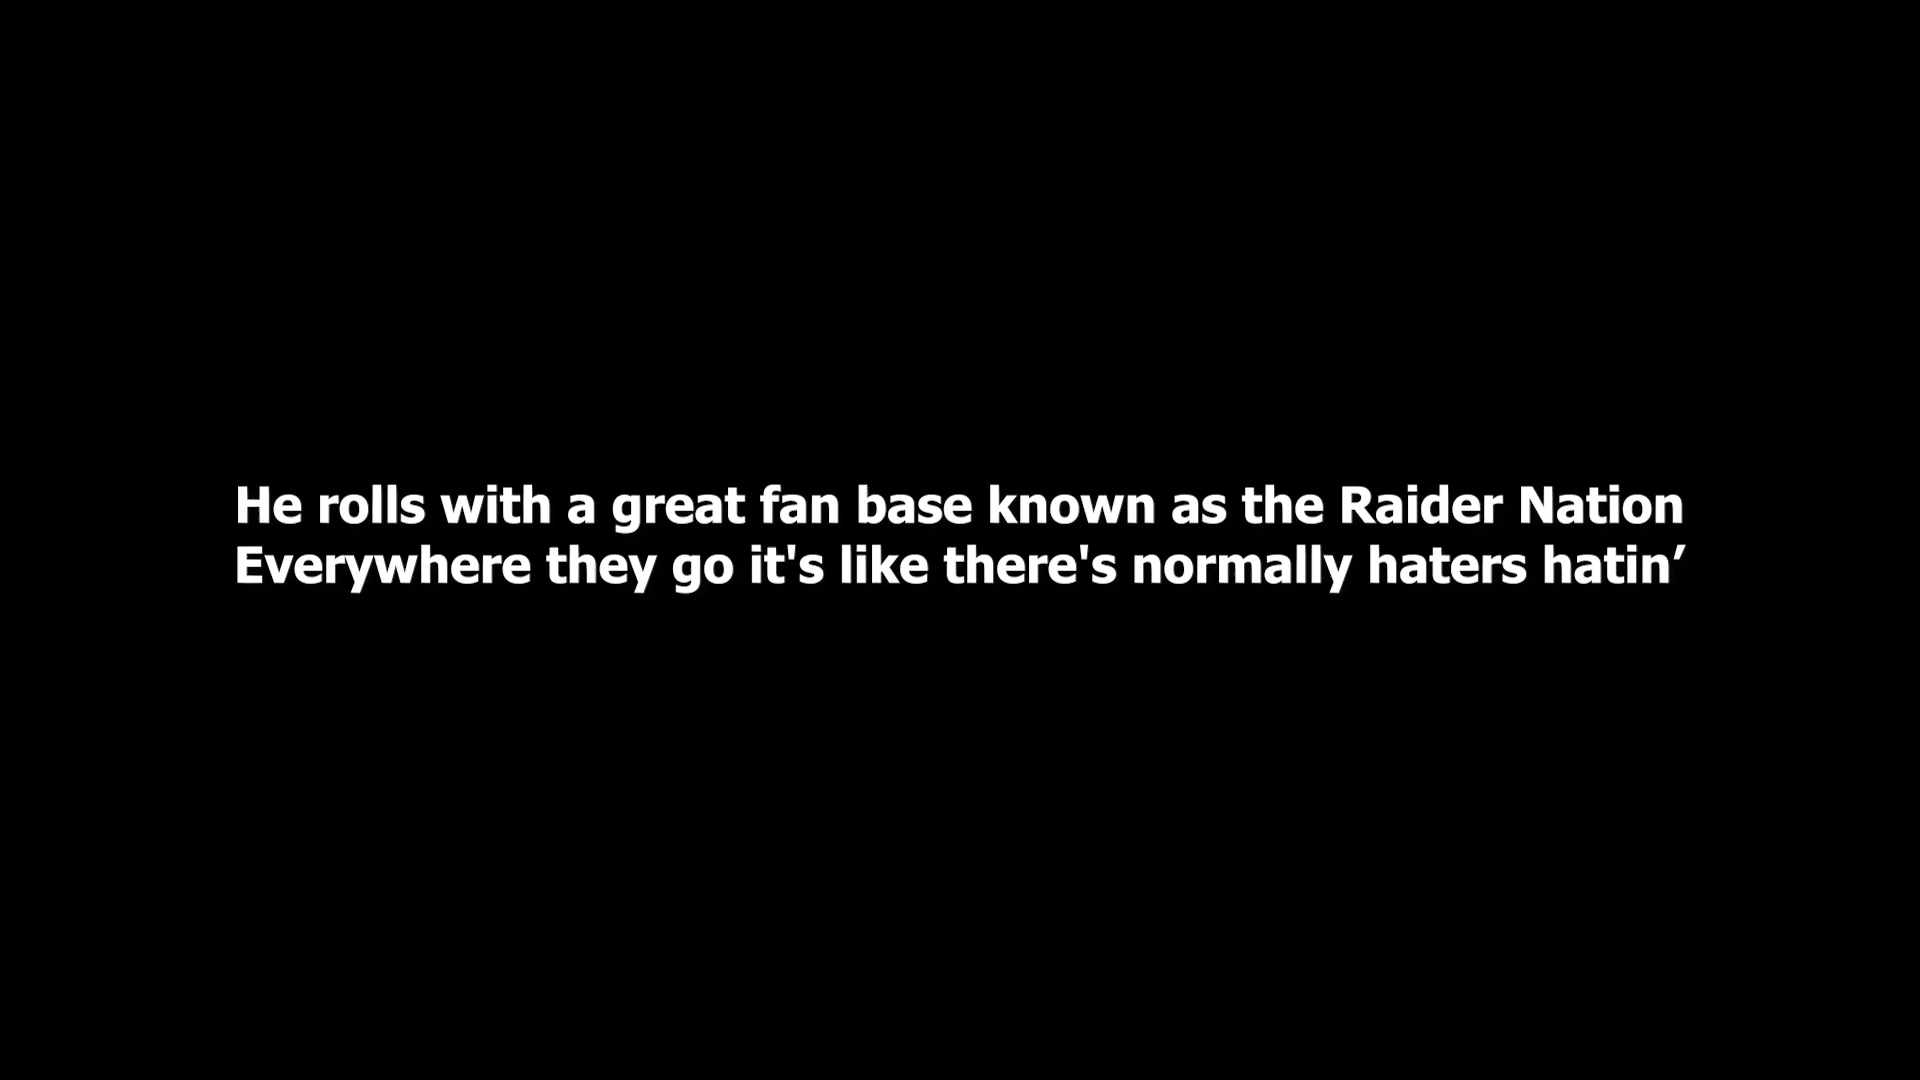 He rolls with a great fan base known as the Raider Nation
Everywhere they go it's like there's normally haters hatin’